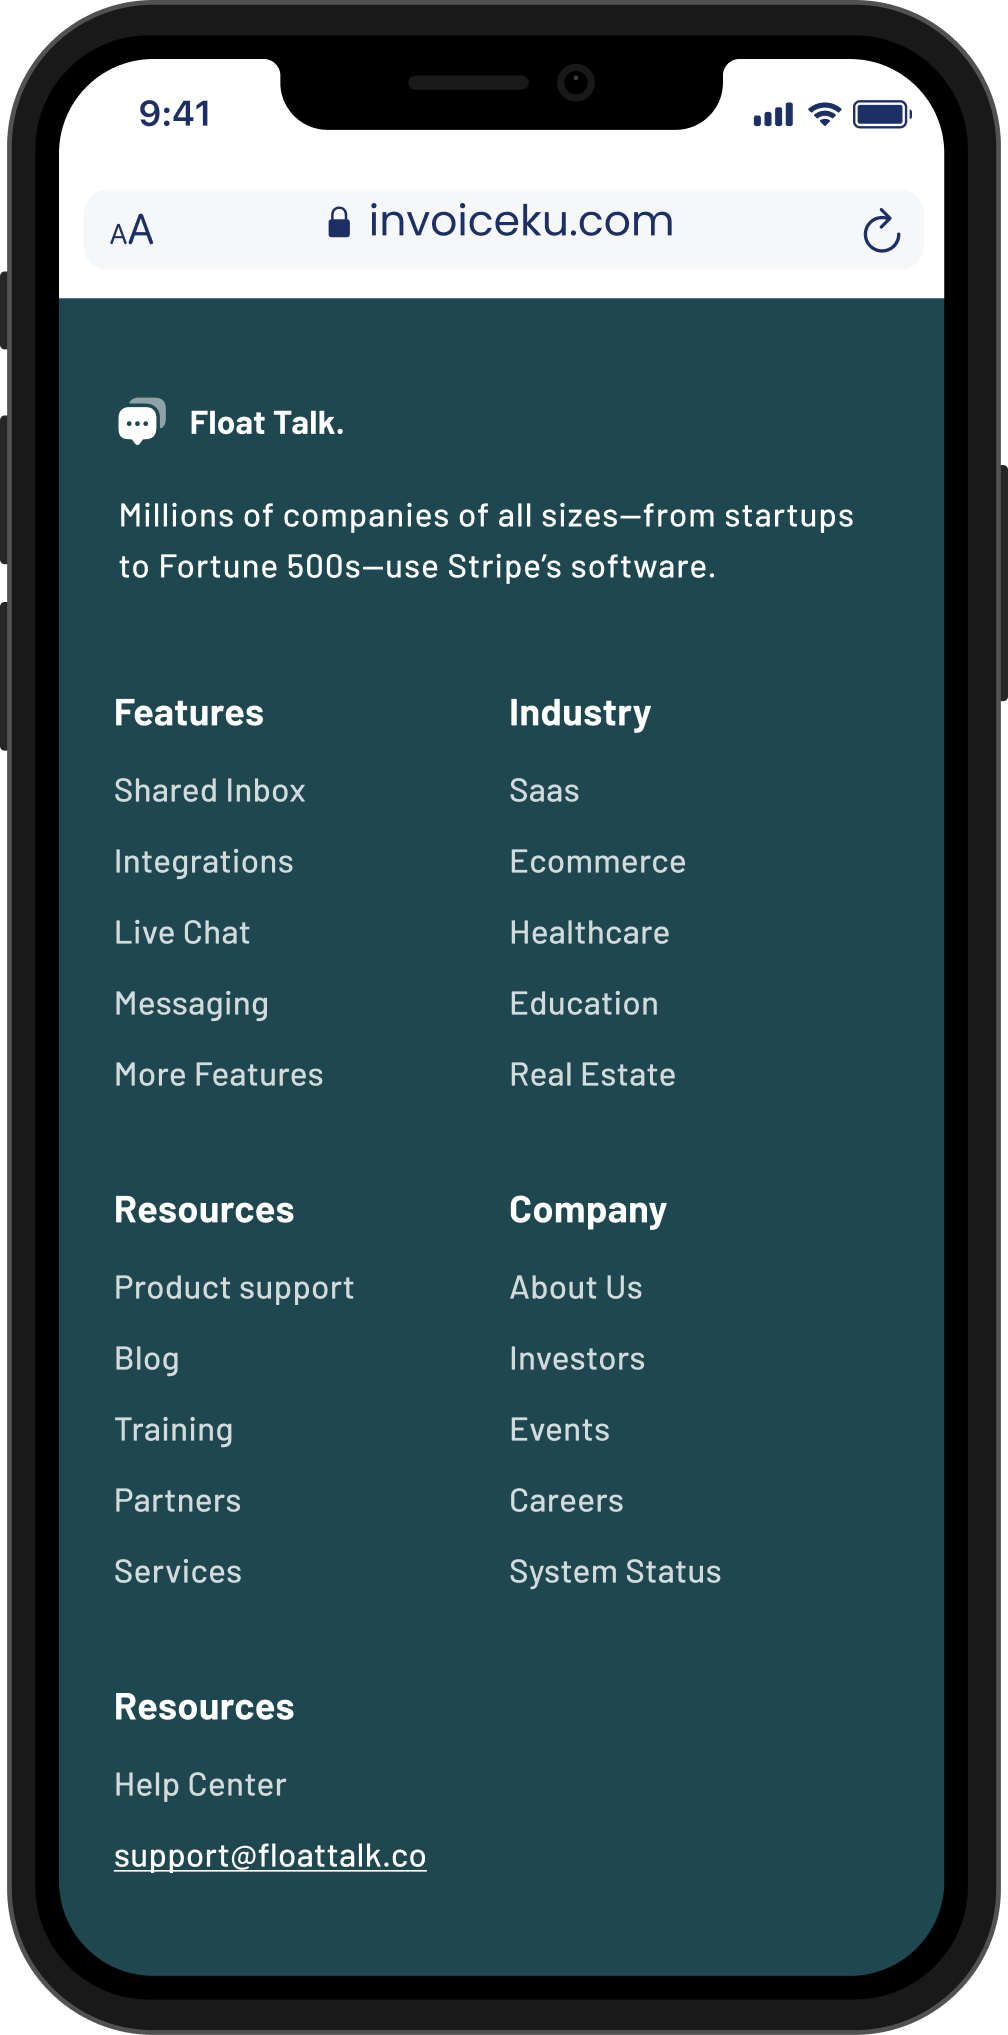 9:41
AA
invoiceku.com
Float Talk.
Millions of companies of all sizes—from startups
to Fortune 500s—use Stripe’s software.
Features
Shared Inbox
Integrations
Live Chat
Messaging
More Features
Industry
Saas
Ecommerce
Healthcare
Education
Real Estate
Resources
Product support
Blog
Training
Partners
Services
Company
About Us
Investors
Events
Careers
System Status
Resources
Help Center
support@floattalk.co